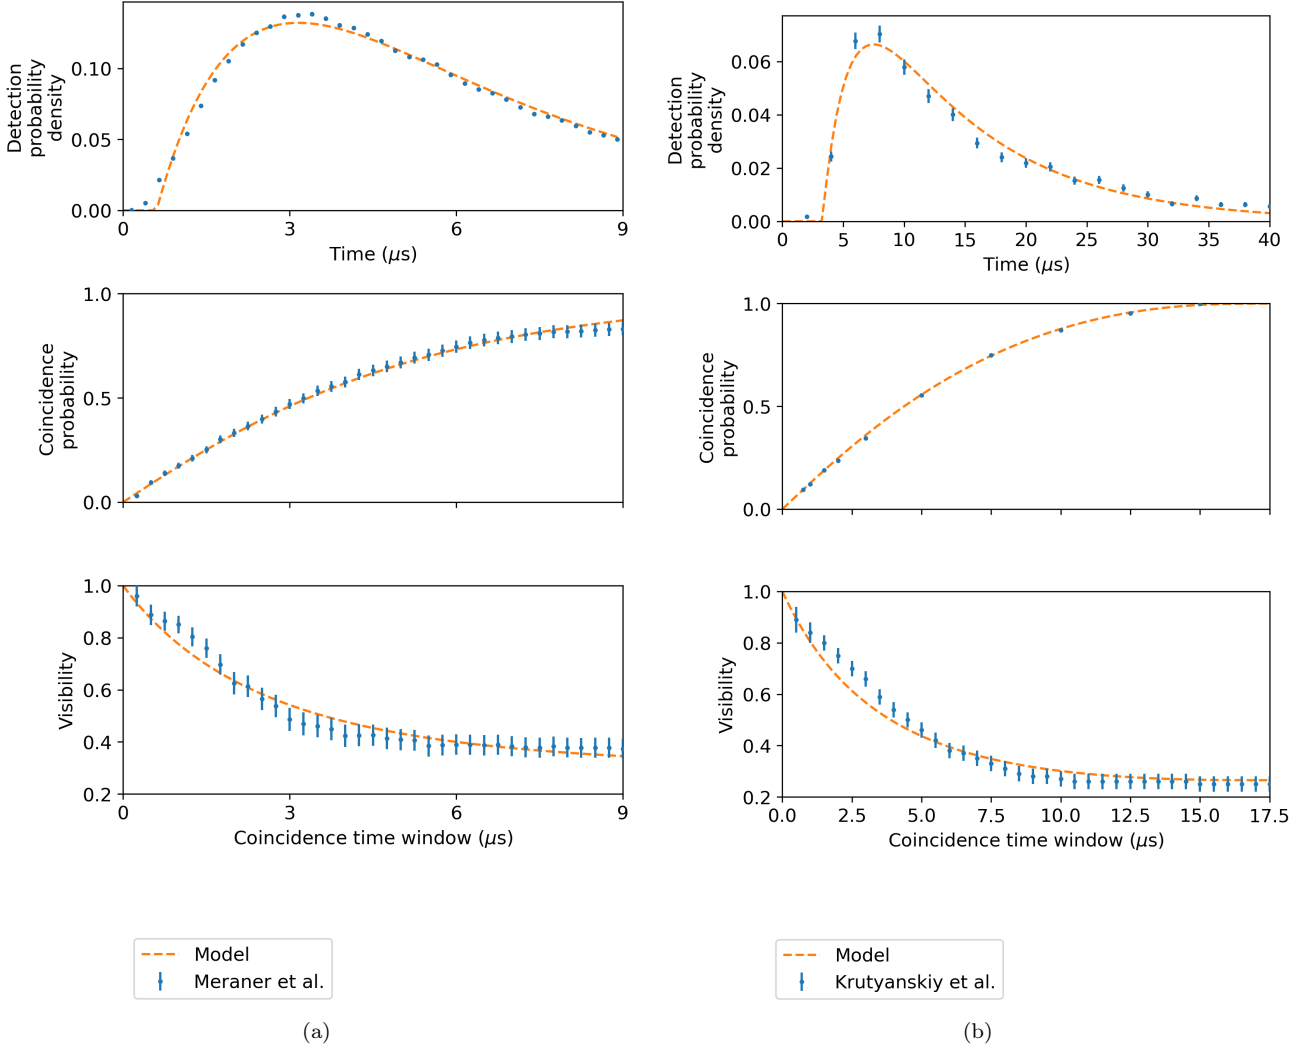 Detection
probability
density
0.10
0.05
0.00
0
3
6
9
Time (μs)
Coincidence
probability
1.0
0.5
0.0
Visibility
1.0
0.8
0.6
0.4
0.2
0
3
6
9
Coincidence time window (μs)
Model
Meraner et al.
(a)
Detection
probability
density
0.06
0.04
0.02
0.00
0
5
10
15
20
25
30
35
40
Time (μs)
Coincidence
probability
1.0
0.5
0.0
Visibility
1.0
0.8
0.6
0.4
0.2
0.0
2.5
5.0
7.5
10.0
12.5
15.0
17.5
Coincidence time window (μs)
Model
Krutyanskiy et al.
(b)